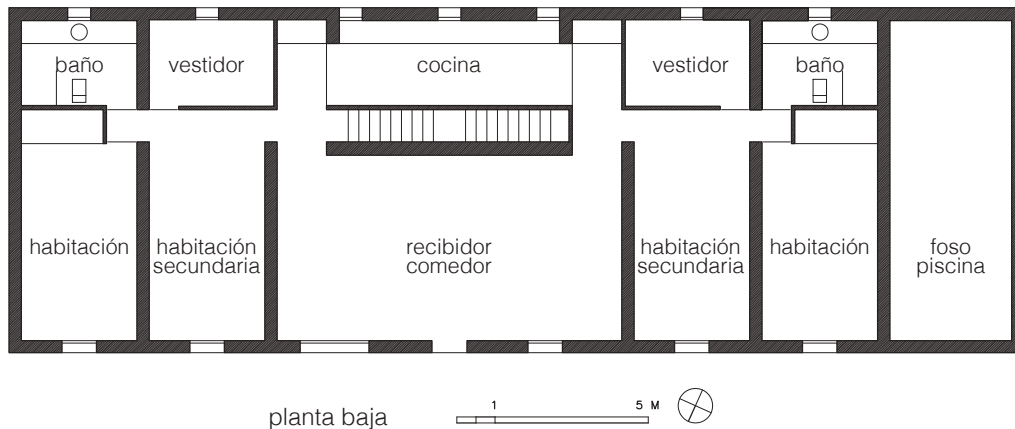 baño
vestidor
cocina
vestidor
baño
habitación
habitación
secundaria
recibidor
comedor
habitación
secundaria
habitación
foso
piscina
planta baja
1 5 M